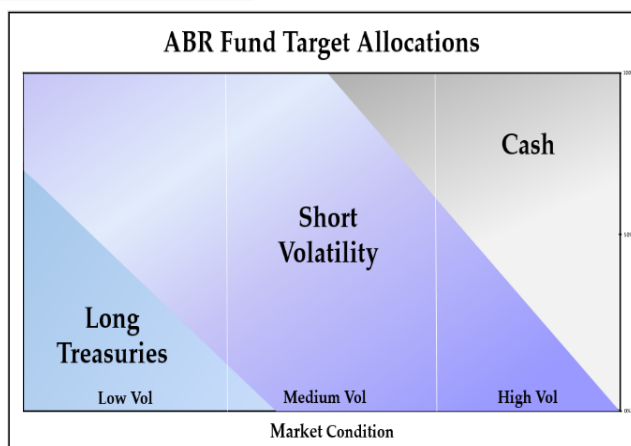 ABR Fund Target Allocations
Cash
Short
Volatility
Long
Treasuries
Low Vol
Medium Vol
High Vol
Market Condition